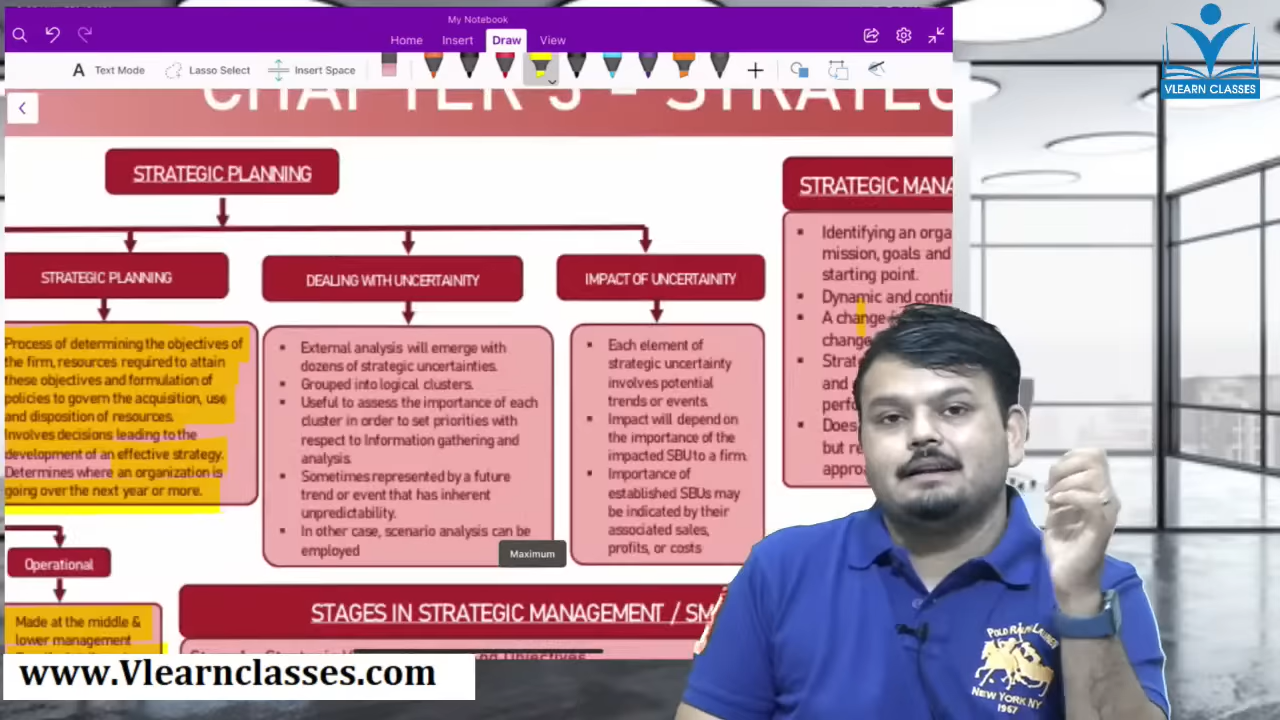 My Notebook
Home Insert Draw View
VLEARN CLASSES
Text Mode Lasso Select Insert Space
STRATEGIC PLANNING
STRATEGIC MANA
Identifying an orga
mission, goals and
starting point.
Dynamic and contin
A change
change
Strat
and
perfo
Does
but re
approa
STRATEGIC PLANNING
Process of determining the objectives of
the firm, resources required to attain
these objectives and formulation of
policies to govern the acquisition, use
and disposition of resources.
Involves decisions leading to the
development of an effective strategy.
Determines where an organization is
going over the next year or more.
DEALING WITH UNCERTAINITY
External analysis will emerge with
dozens of strategic uncertainties.
Grouped into logical clusters.
Useful to assess the importance of each
cluster in order to set priorities with
respect to Information gathering and
analysis.
Sometimes represented by a future
trend or event that has inherent
unpredictability.
In other case, scenario analysis can be
employed
Maximum
IMPACT OF UNCERTAINITY
Each element of
strategic uncertainty
involves potential
trends or events.
Impact will depend on
the importance of the
impacted SBU to a firm.
Importance of
established SBUs may
be indicated by their
associated sales,
profits, or costs
Operational
Made at the middle &
lower management
STAGES IN STRATEGIC MANAGEMENT / SM
POLO RALPH LAUREN
NEW YORK NY
1967
www.Vlearnclasses.com